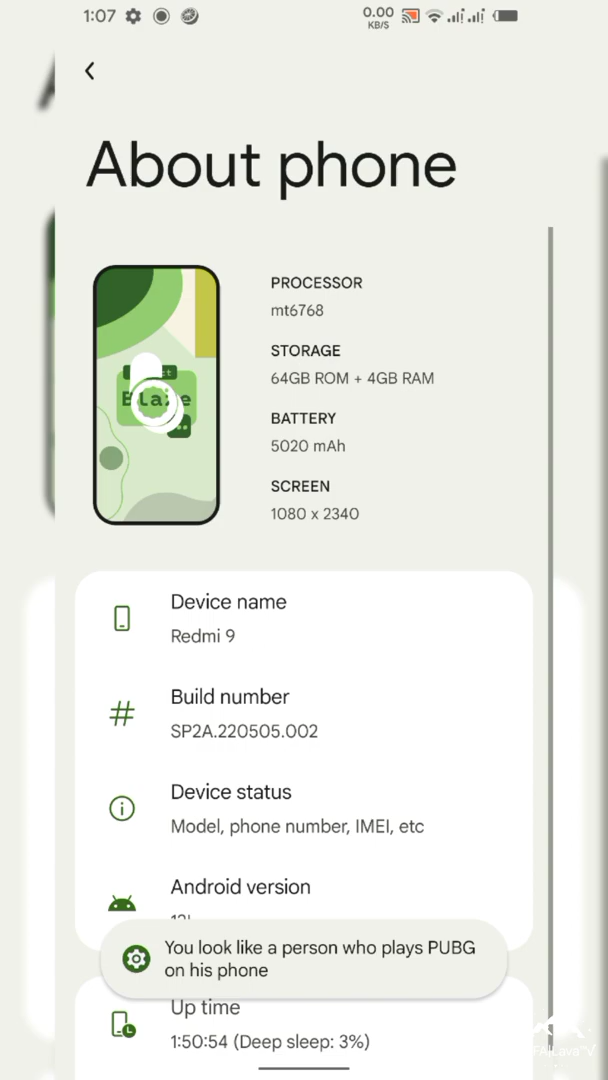 1:07
0.00
KB/S
About phone
PROCESSOR
mt6768
STORAGE
64GB ROM + 4GB RAM
BATTERY
5020 mAh
SCREEN
1080 x 2340
Device name
Redmi 9
Build number
SP2A.220505.002
Device status
Model, phone number, IMEI, etc
Android version
You look like a person who plays PUBG
on his phone
Up time
1:50:54 (Deep sleep: 3%)